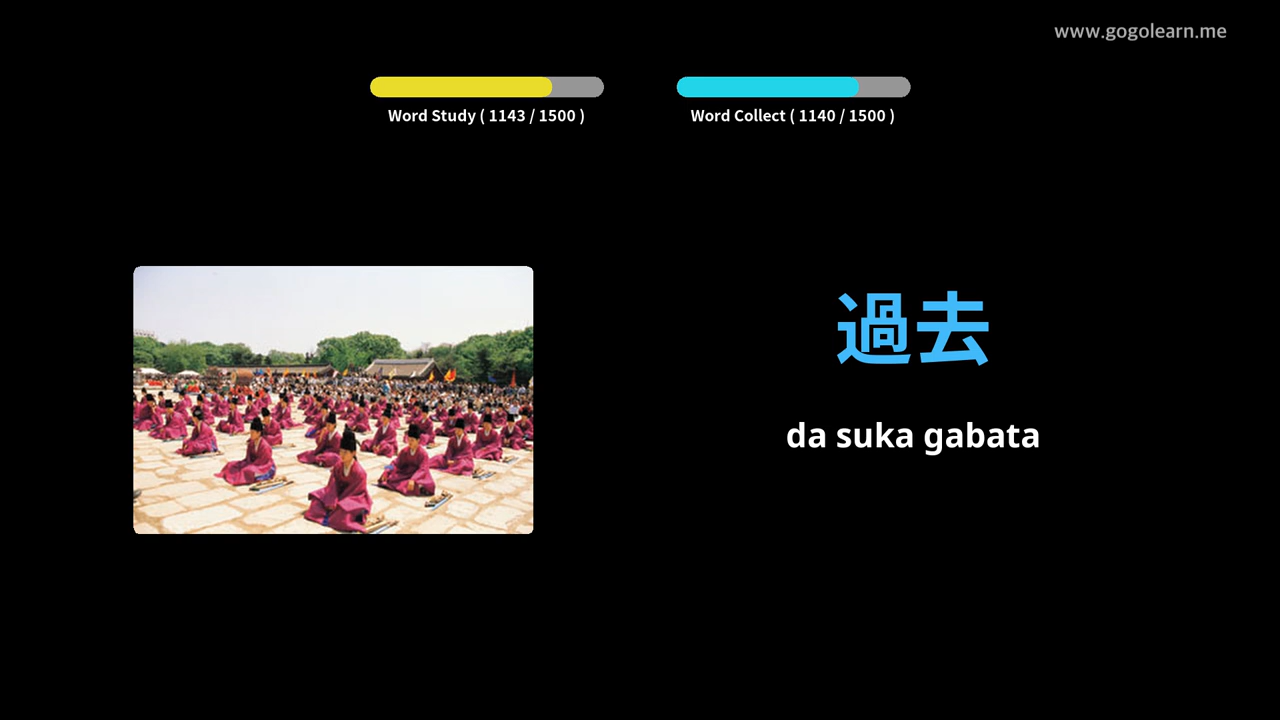 www.gogolearn.me
Word Study ( 1143 / 1500 )
Word Collect ( 1140 / 1500 )
過去
da suka gabata